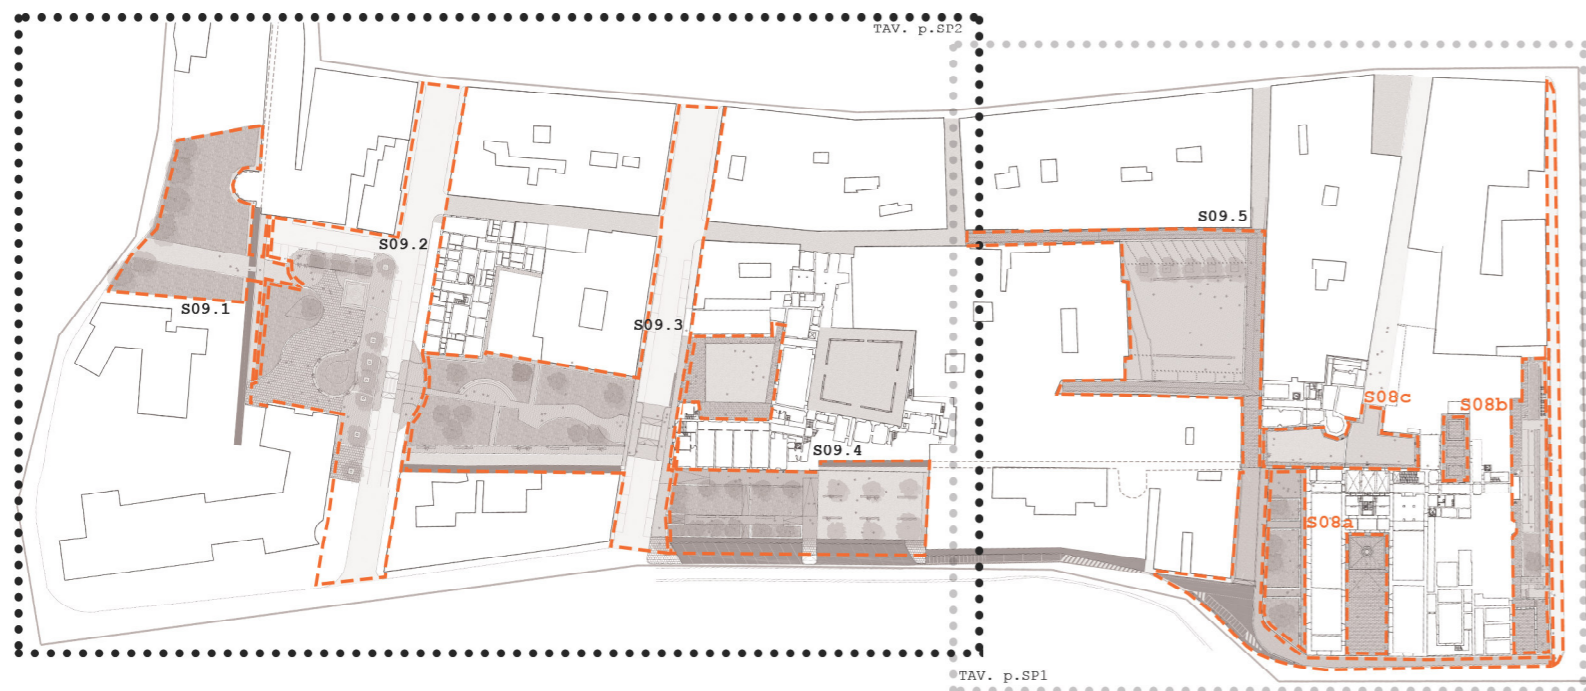 TAV. p.SP2
S09.5
S09.2
S09.1
S09.3
S08c
S08b
S09.4
S08a
TAV. p.SP1